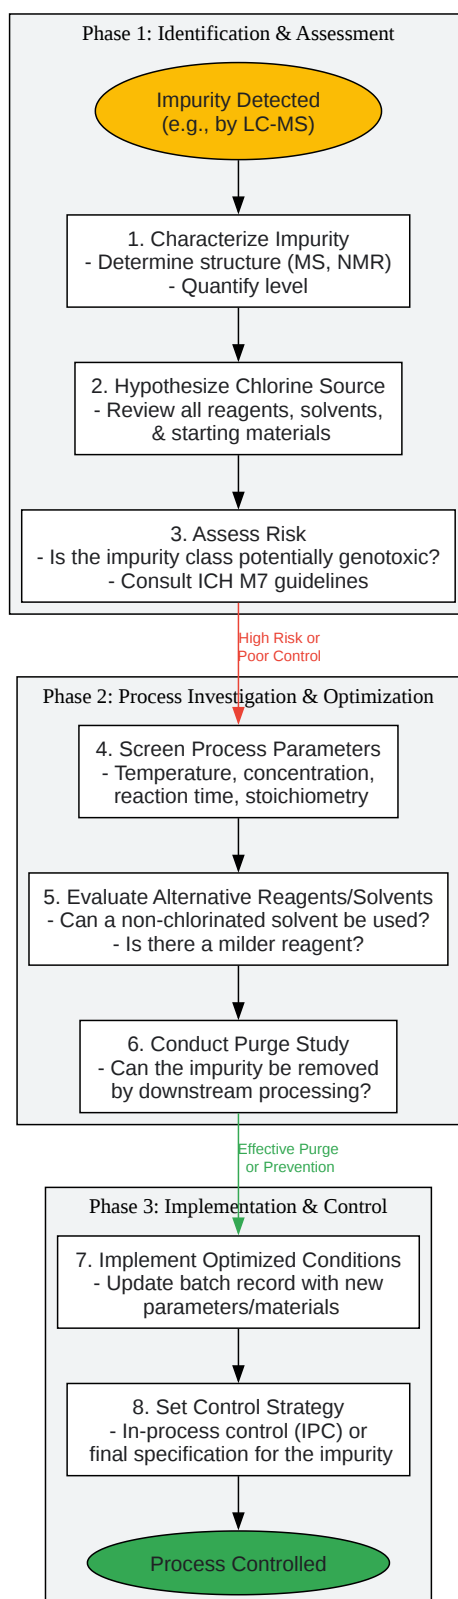 Phase 1: Identification & Assessment
Impurity Detected
(e.g., by LC-MS)
1. Characterize Impurity
- Determine structure (MS, NMR)
- Quantify level
2. Hypothesize Chlorine Source
- Review all reagents, solvents,
& starting materials
3. Assess Risk
- Is the impurity class potentially genotoxic?
- Consult ICH M7 guidelines
High Risk or
Poor Control
Phase 2: Process Investigation & Optimization
4. Screen Process Parameters
- Temperature, concentration,
reaction time, stoichiometry
5. Evaluate Alternative Reagents/Solvents
- Can a non-chlorinated solvent be used?
- Is there a milder reagent?
6. Conduct Purge Study
- Can the impurity be removed
by downstream processing?
Effective Purge
or Prevention
Phase 3: Implementation & Control
7. Implement Optimized Conditions
- Update batch record with new
parameters/materials
8. Set Control Strategy
- In-process control (IPC) or
final specification for the impurity
Process Controlled